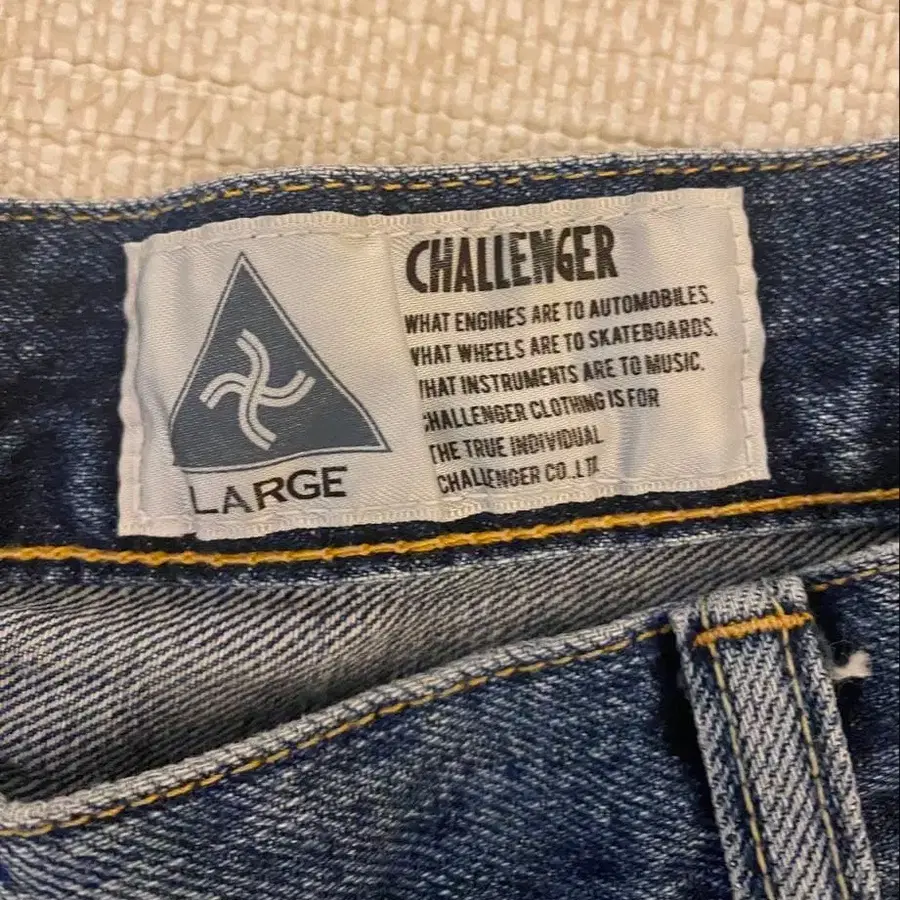 CHALLENGER
WHAT ENGINES ARE TO AUTOMOBILES.
WHAT WHEELS ARE TO SKATEBOARDS.
WHAT INSTRUMENTS ARE TO MUSIC.
CHALLENGER CLOTHING IS FOR
THE TRUE INDIVIDUAL
CHALLENGER CO.,LTD
LARGE